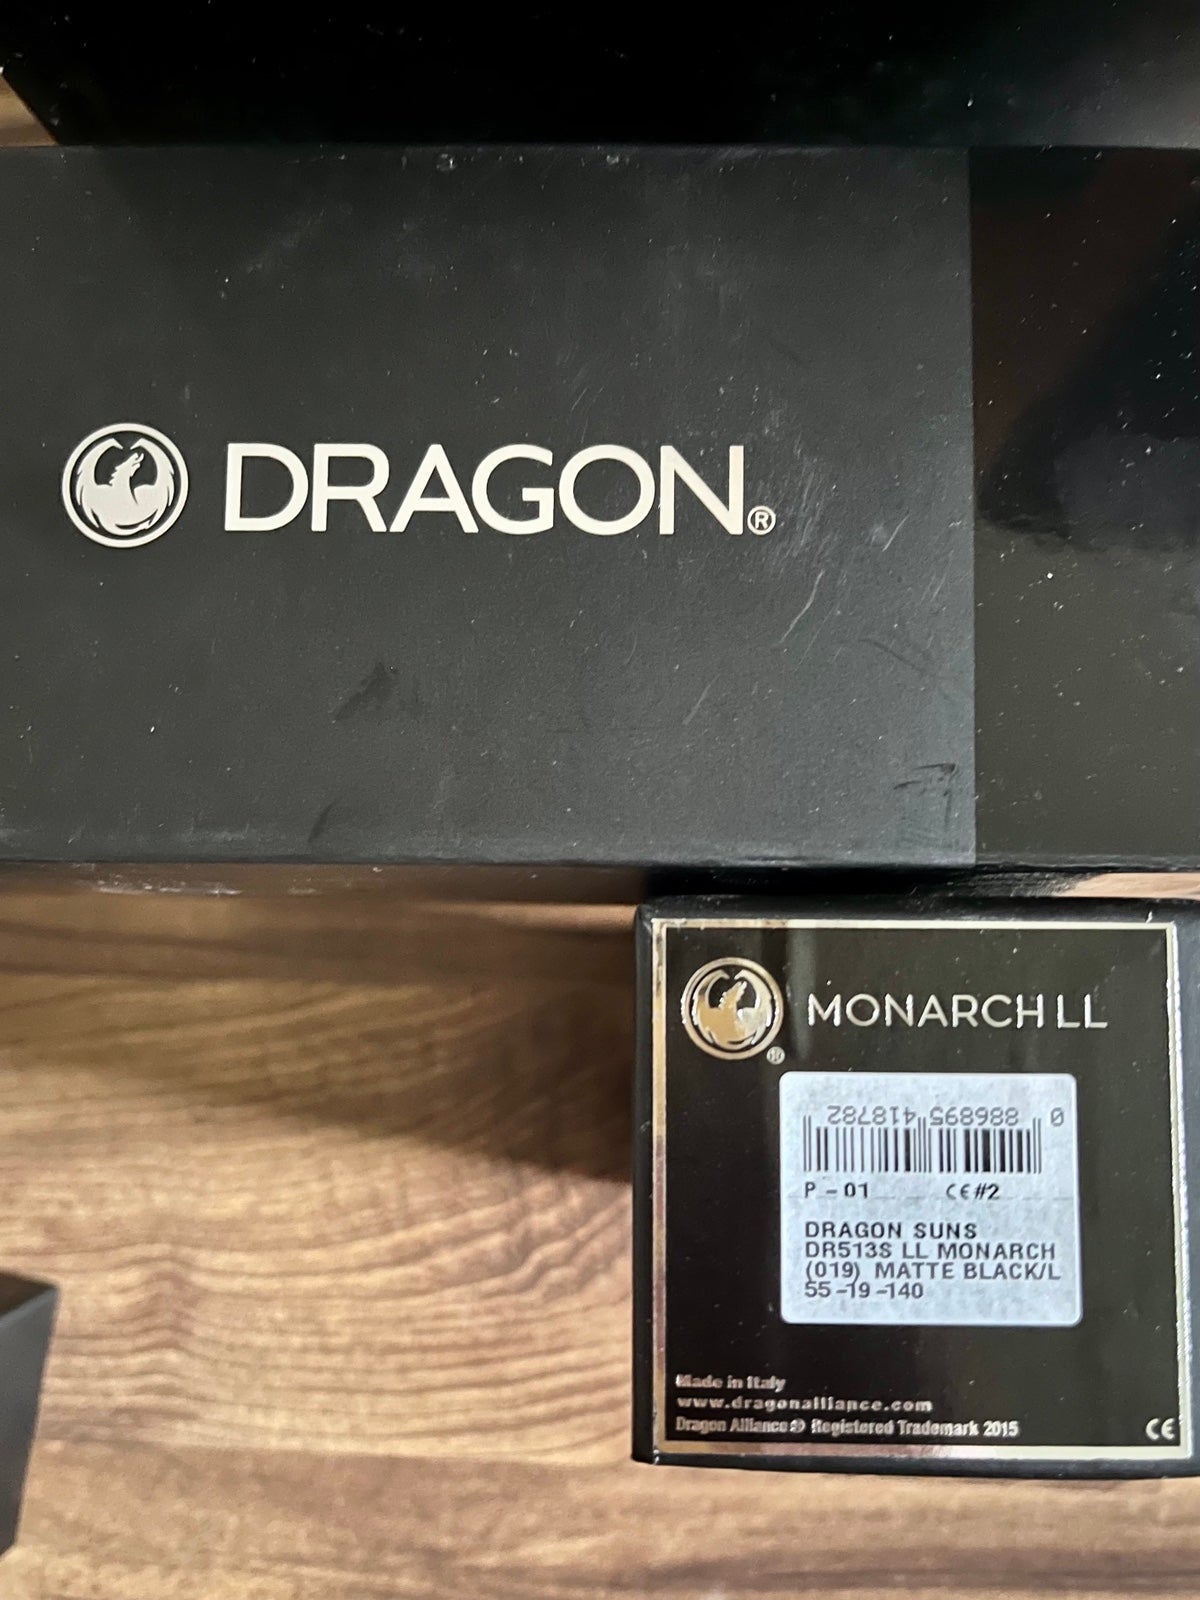 DRAGON®
MONARCH LL
®
0 886895 418782
P - 01 CE#2
DRAGON SUNS
DR513S LL MONARCH
(019) MATTE BLACK/L
55-19-140
Made in Italy
www.dragonalliance.com
Dragon Alliance® Registered Trademark 2015
CE